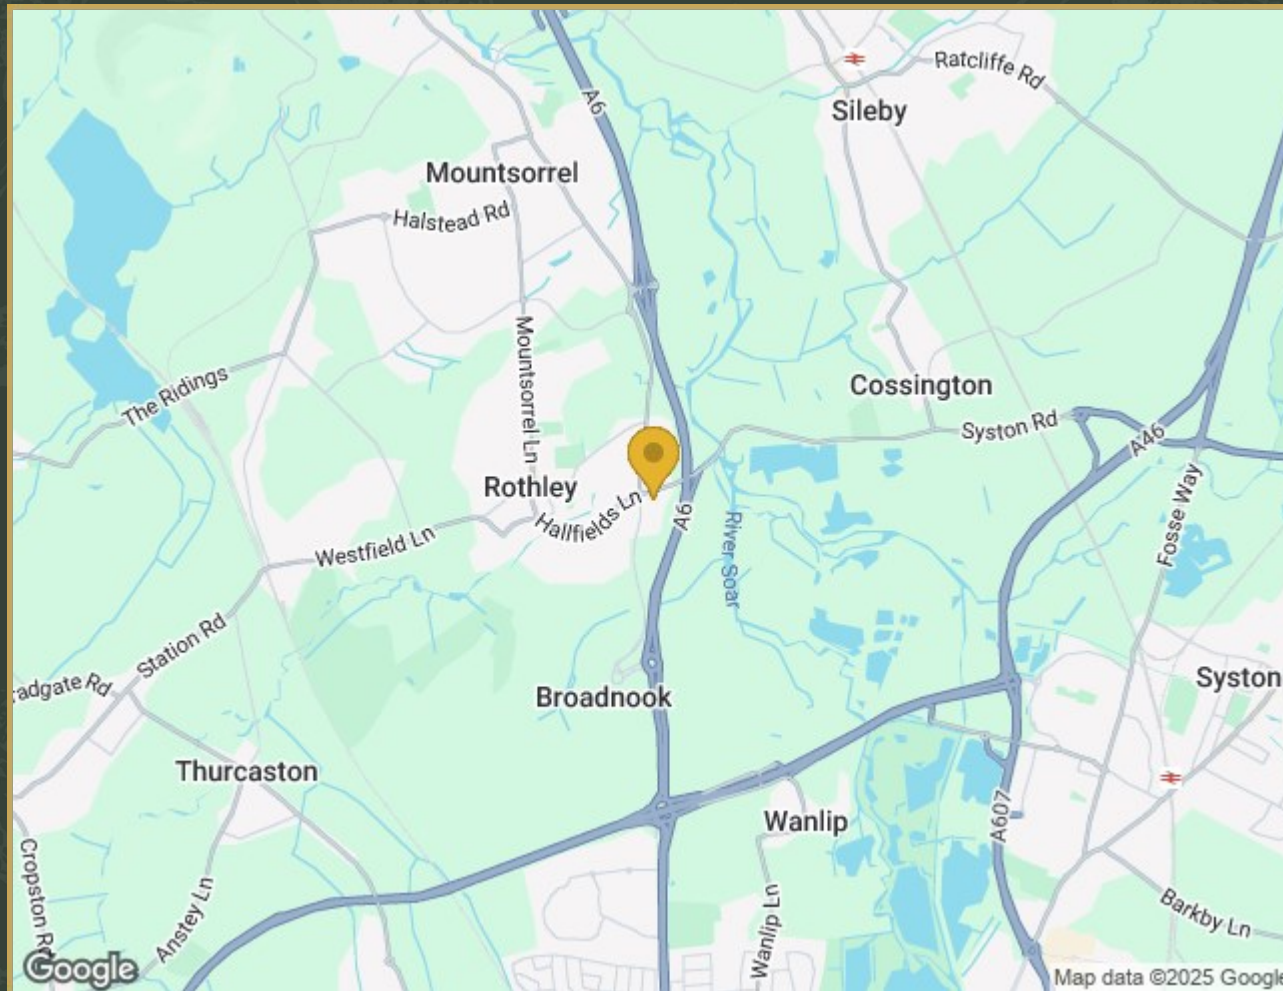 A6
Ratcliffe Rd
Sileby
Mountsorrel
Halstead Rd
Mountsorrel Ln
The Ridings
Cossington
Syston Rd
A46
Fosse Way
Rothley
Hallfields Ln
A6
River Soar
Westfield Ln
Station Rd
radgate Rd
Broadnook
Syston
Thurcaston
Wanlip
A607
Cropston Rd
Anstey Ln
Wanlip Ln
Barkby Ln
Google
Map data ©2025 Google